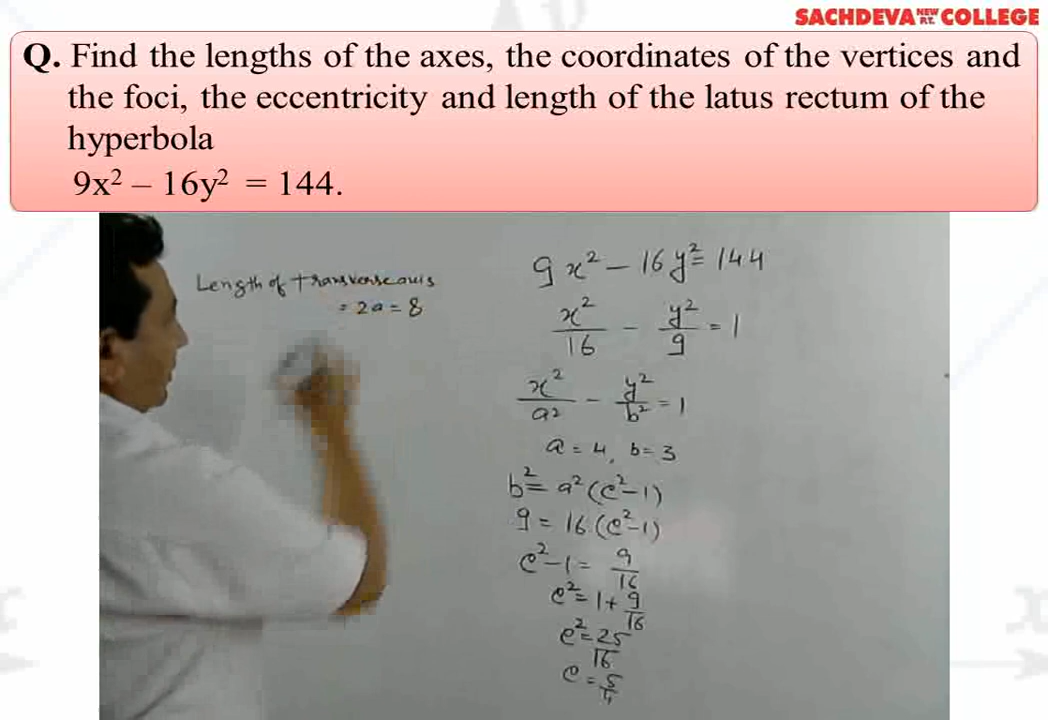 SACHDEVA NEW P.T. COLLEGE
Q. Find the lengths of the axes, the coordinates of the vertices and
the foci, the eccentricity and length of the latus rectum of the
hyperbola
9x² – 16y² = 144.
Length of transverse axis
= 2a = 8
9x² – 16y² = 144
x²/16 – y²/9 = 1
x²/a² – y²/b² = 1
a = 4, b = 3
b² = a²(e²–1)
9 = 16(e²–1)
e²–1 = 9/16
e² = 1 + 9/16
e² = 25/16
e = 5/4